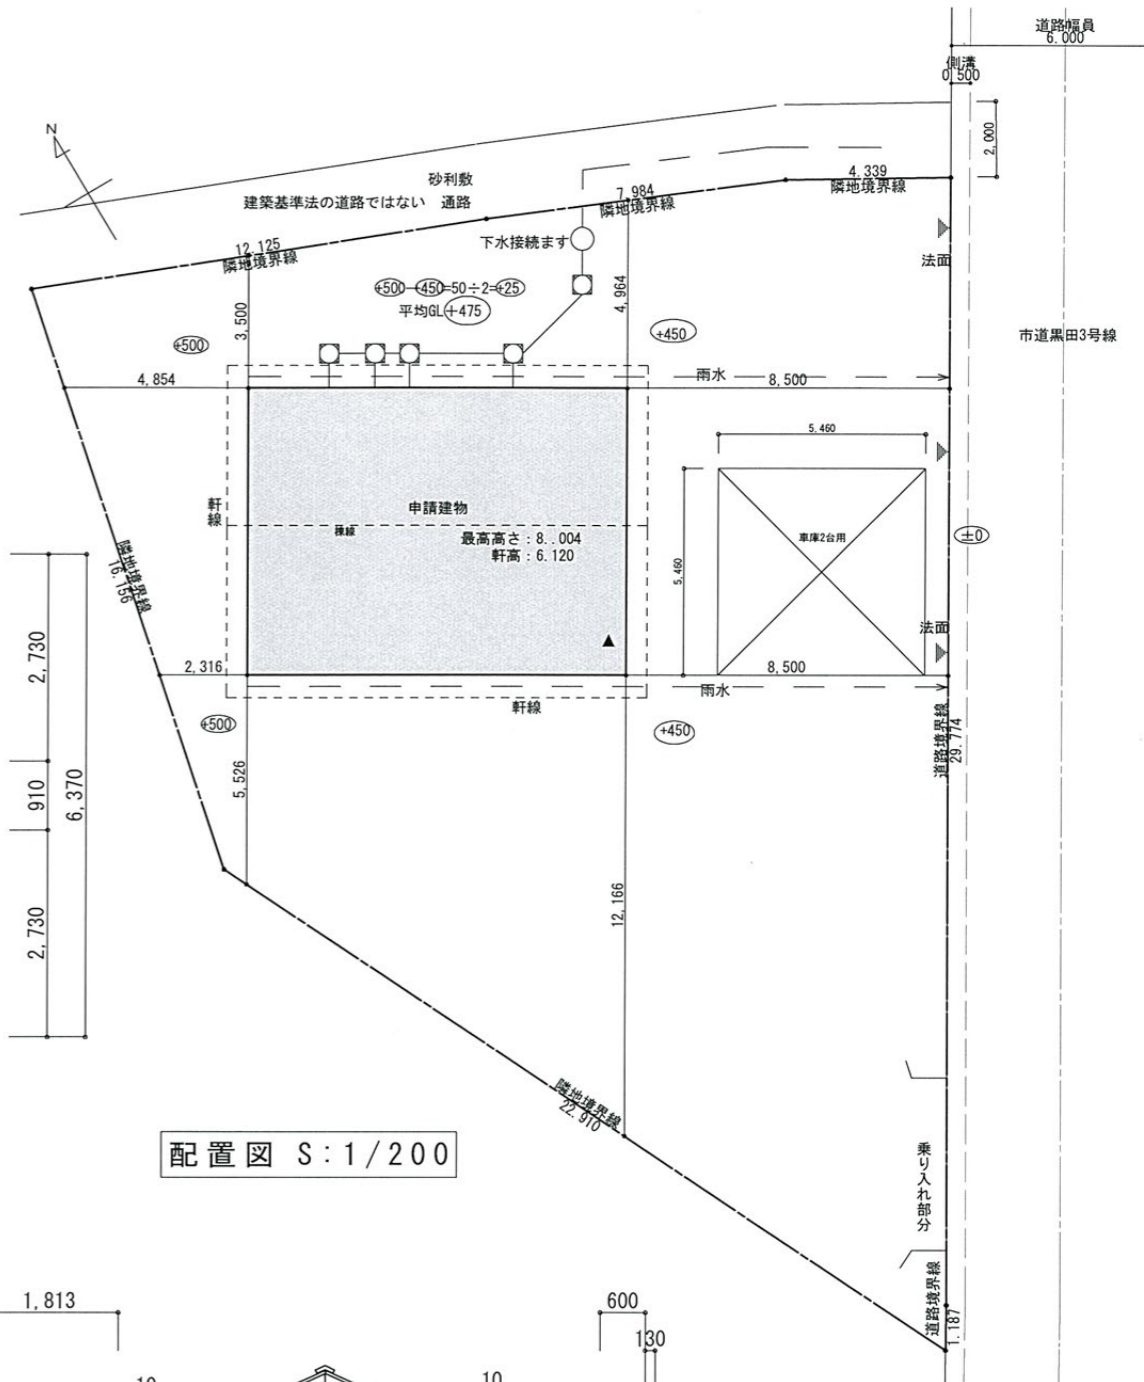 道路幅員
6.000
側溝
0.500
N
2,000
砂利敷
建築基準法の道路ではない 通路
4.339
隣地境界線
7.984
隣地境界線
下水接続ます
12.125
隣地境界線
法面
+500-+450=50÷2=+25
平均GL+475
3,500
4,964
+500
+450
市道黒田3号線
雨水
4,854
8,500
5.460
軒線
申請建物
棟線
最高高さ:8..004
軒高:6.120
車庫2台用
±0
5,460
隣地境界線
16.156
法面
2,730
2,316
8,500
雨水
軒線
+500
+450
道路境界線
29.774
5,526
910
6,370
12,166
2,730
隣地境界線
22.910
配置図 S:1/200
乗り入れ部分
道路境界線
1.187
1,813
600
130
10
10